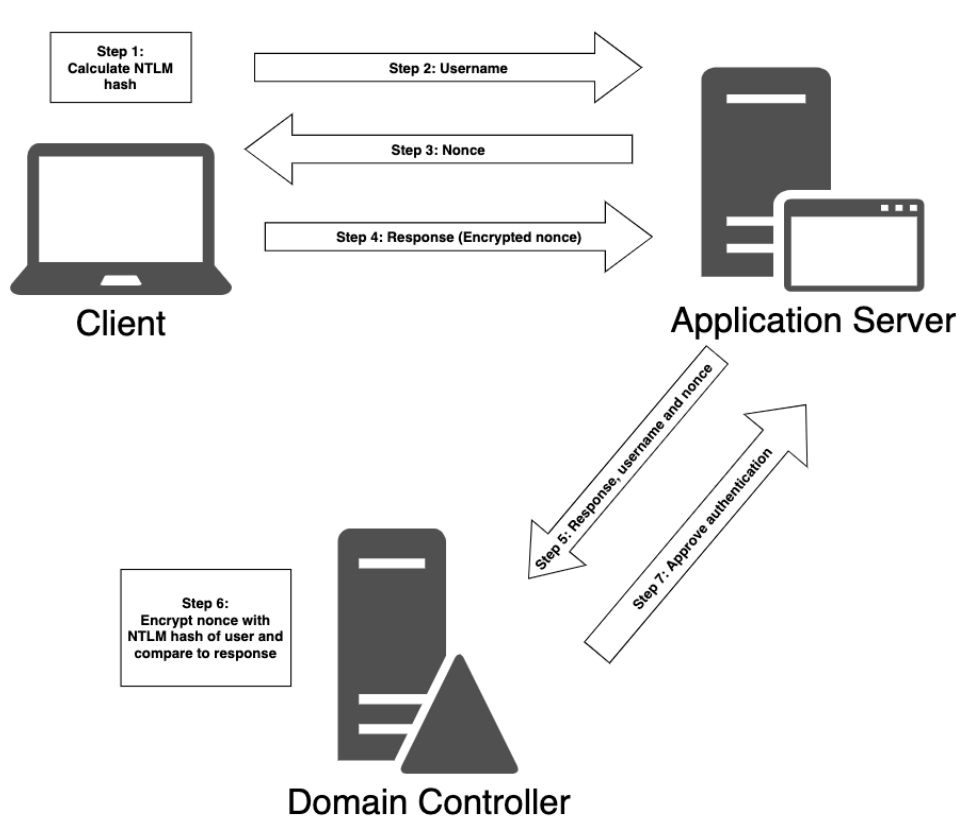 Step 1:
Calculate NTLM
hash
Step 2: Username
Step 3: Nonce
Step 4: Response (Encrypted nonce)
Client
Application Server
Step 5: Response, username and nonce
Step 7: Approve authentication
Step 6:
Encrypt nonce with
NTLM hash of user and
compare to response
Domain Controller